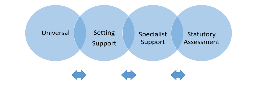 Universal
Setting
Support
Specialist
Support
Statutory
Assessment